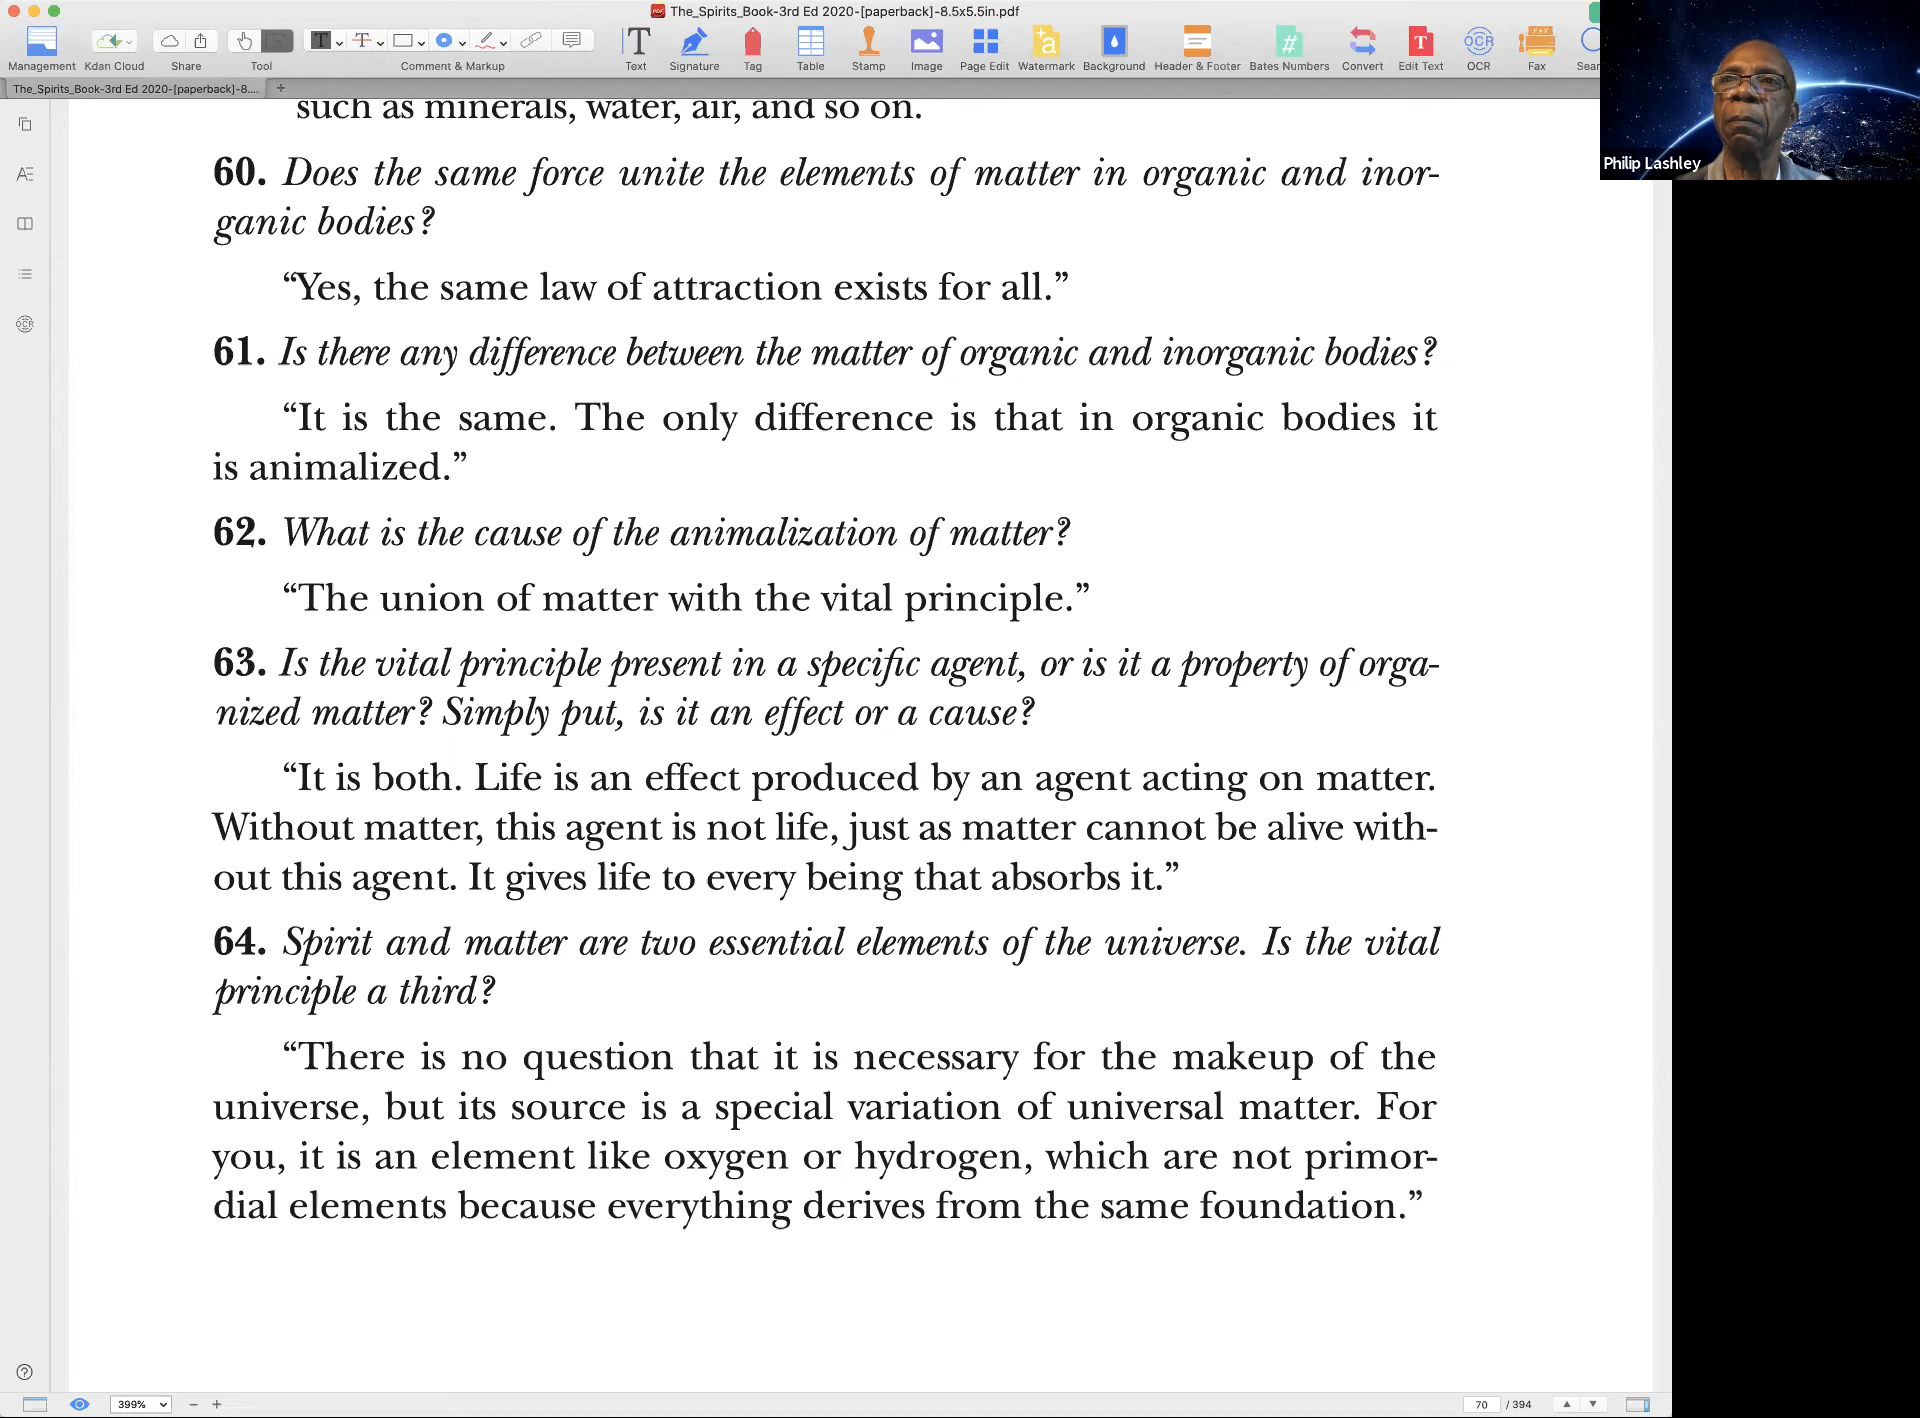 The_Spirits_Book-3rd Ed 2020-[paperback]-8.5x5.5in.pdf
Management Kdan Cloud Share Tool Comment & Markup Text Signature Tag Table Stamp Image Page Edit Watermark Background Header & Footer Bates Numbers Convert Edit Text OCR Fax
The_Spirits_Book-3rd Ed 2020-[paperback]-8.... +
Philip Lashley
such as minerals, water, air, and so on.
60. Does the same force unite the elements of matter in organic and inor-
ganic bodies?
“Yes, the same law of attraction exists for all.”
61. Is there any difference between the matter of organic and inorganic bodies?
“It is the same. The only difference is that in organic bodies it
is animalized.”
62. What is the cause of the animalization of matter?
“The union of matter with the vital principle.”
63. Is the vital principle present in a specific agent, or is it a property of orga-
nized matter? Simply put, is it an effect or a cause?
“It is both. Life is an effect produced by an agent acting on matter.
Without matter, this agent is not life, just as matter cannot be alive with-
out this agent. It gives life to every being that absorbs it.”
64. Spirit and matter are two essential elements of the universe. Is the vital
principle a third?
“There is no question that it is necessary for the makeup of the
universe, but its source is a special variation of universal matter. For
you, it is an element like oxygen or hydrogen, which are not primor-
dial elements because everything derives from the same foundation.”
399% − + 70 / 394